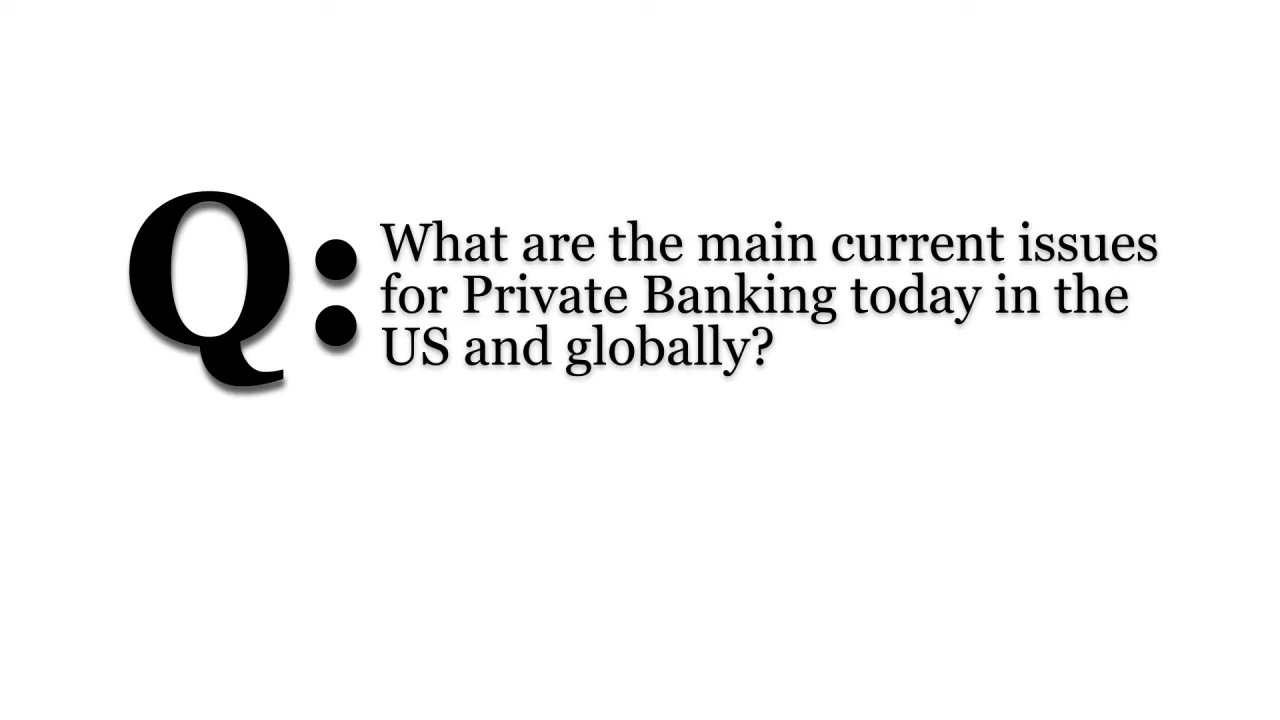 Q: What are the main current issues
for Private Banking today in the
US and globally?